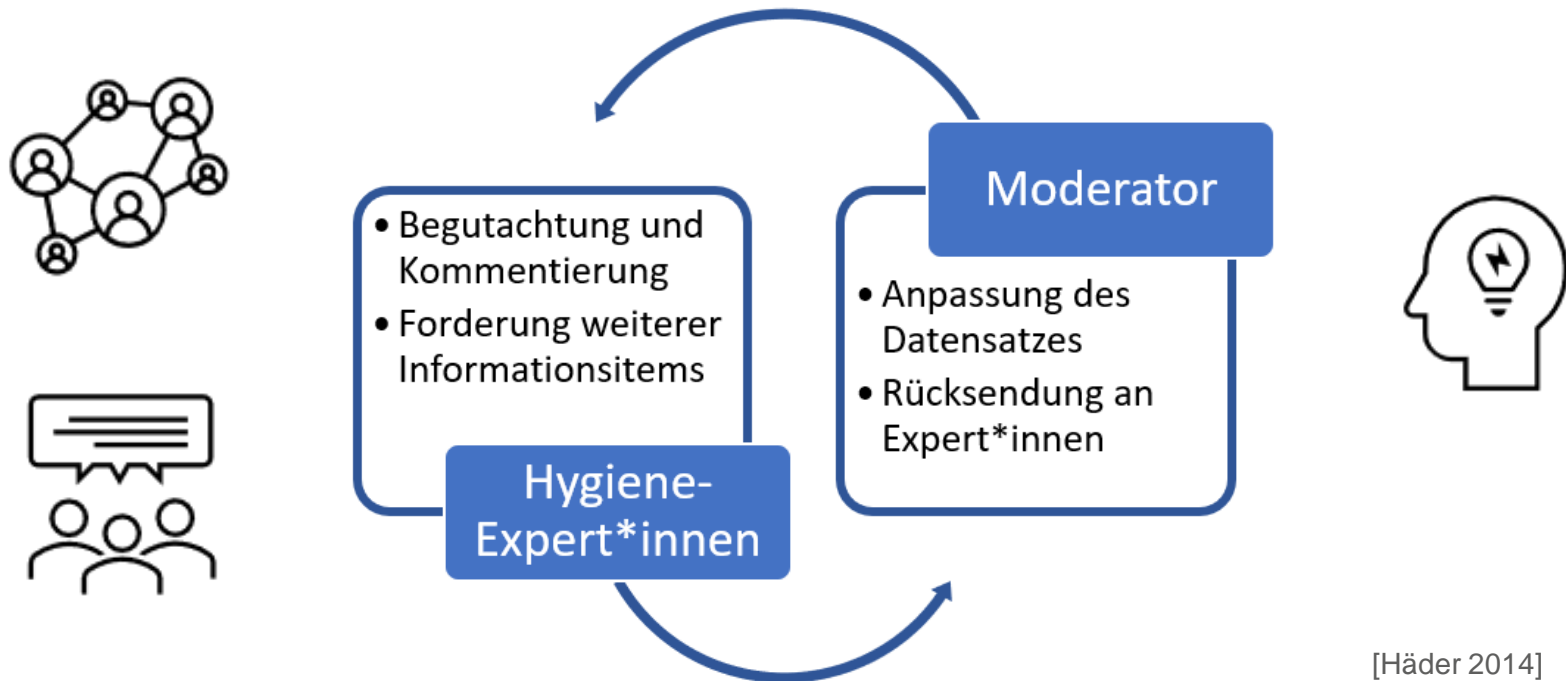 • Begutachtung und
Kommentierung
• Forderung weiterer
Informationsitems
Hygiene-
Expert*innen
Moderator
• Anpassung des
Datensatzes
• Rücksendung an
Expert*innen
[Häder 2014]